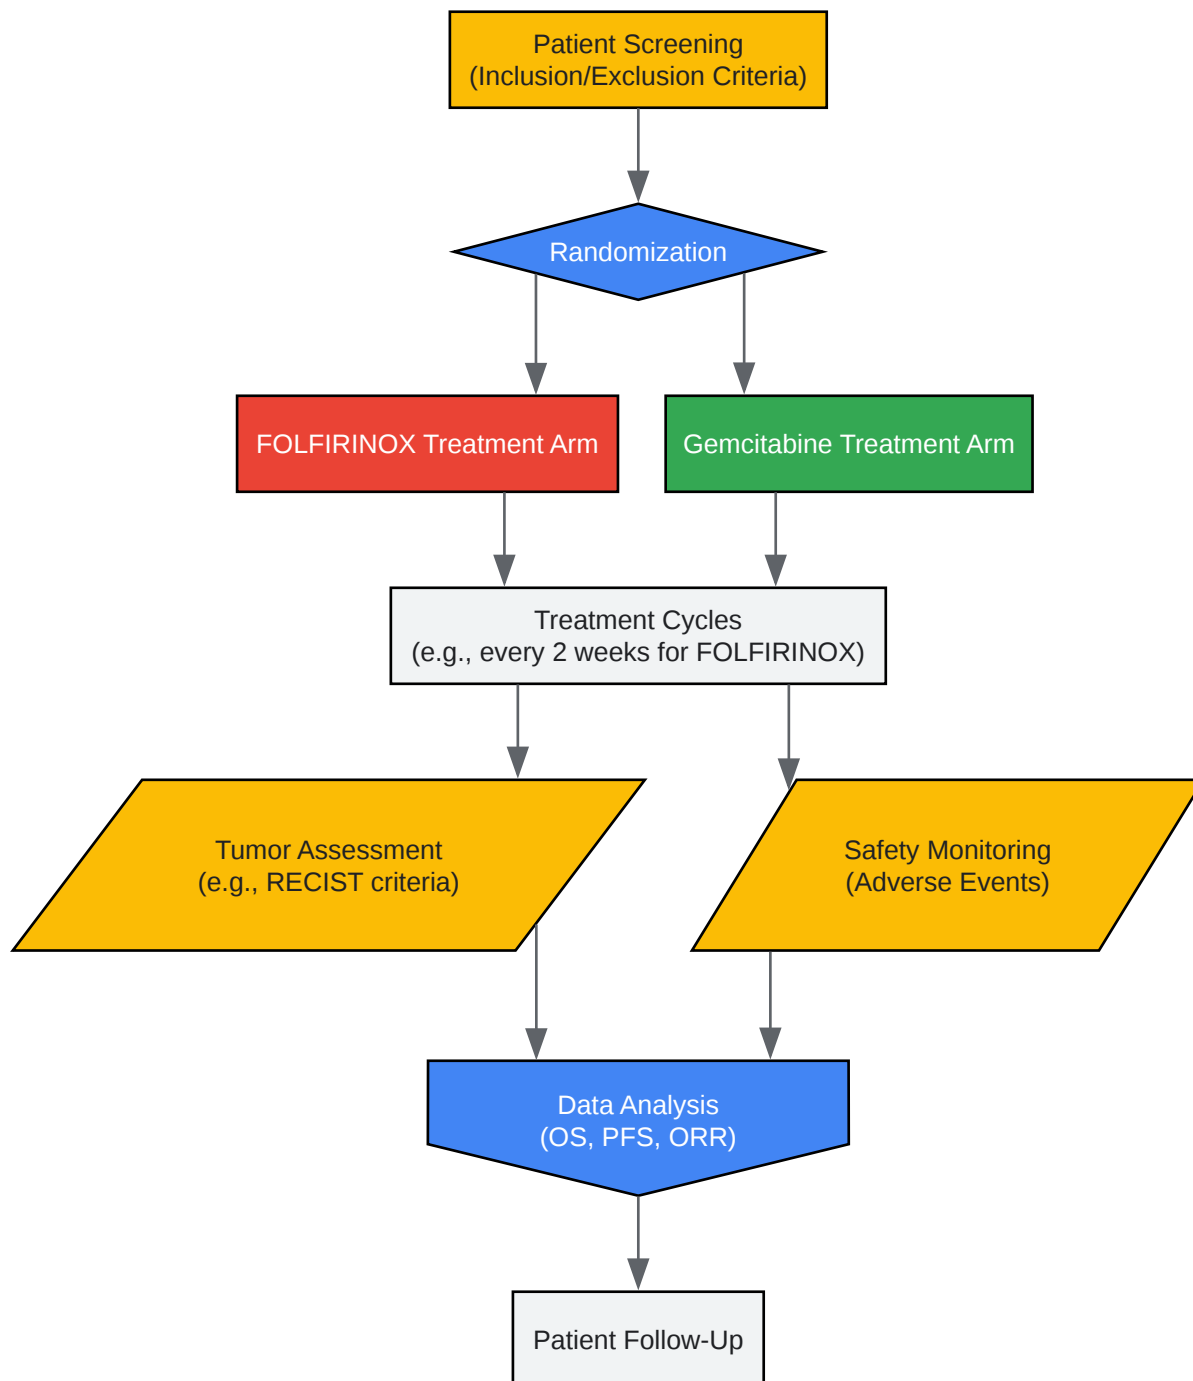 Patient Screening
(Inclusion/Exclusion Criteria)
Randomization
FOLFIRINOX Treatment Arm
Gemcitabine Treatment Arm
Treatment Cycles
(e.g., every 2 weeks for FOLFIRINOX)
Tumor Assessment
(e.g., RECIST criteria)
Safety Monitoring
(Adverse Events)
Data Analysis
(OS, PFS, ORR)
Patient Follow-Up